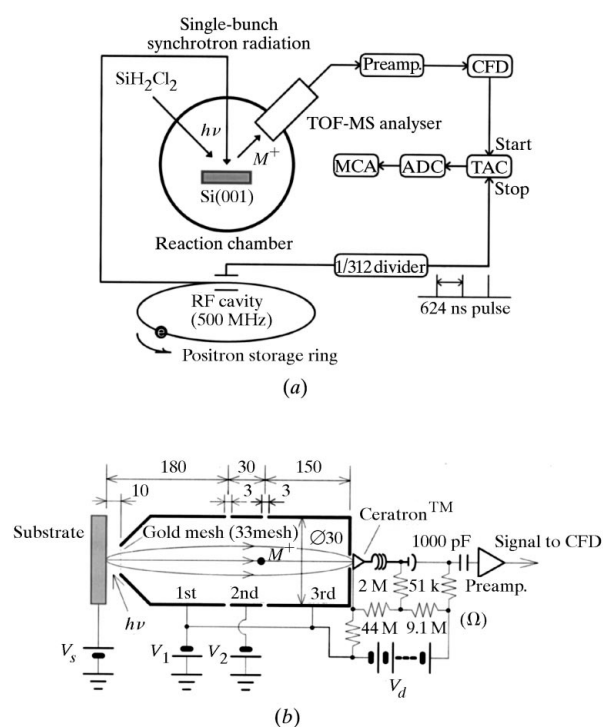 Single-bunch
synchrotron radiation
SiH2Cl2
hν
M+
Si(001)
Reaction chamber
TOF-MS analyser
Preamp.
CFD
Start
MCA
ADC
TAC
Stop
1/312 divider
624 ns pulse
RF cavity
(500 MHz)
e
Positron storage ring
(a)
180
30
150
10
3
3
Substrate
Gold mesh (33mesh)
M+
Ø30
Ceratron™
1000 pF
Signal to CFD
Preamp.
2 M
51 k
(Ω)
44 M
9.1 M
hν
1st
2nd
3rd
Vs
V1
V2
Vd
(b)